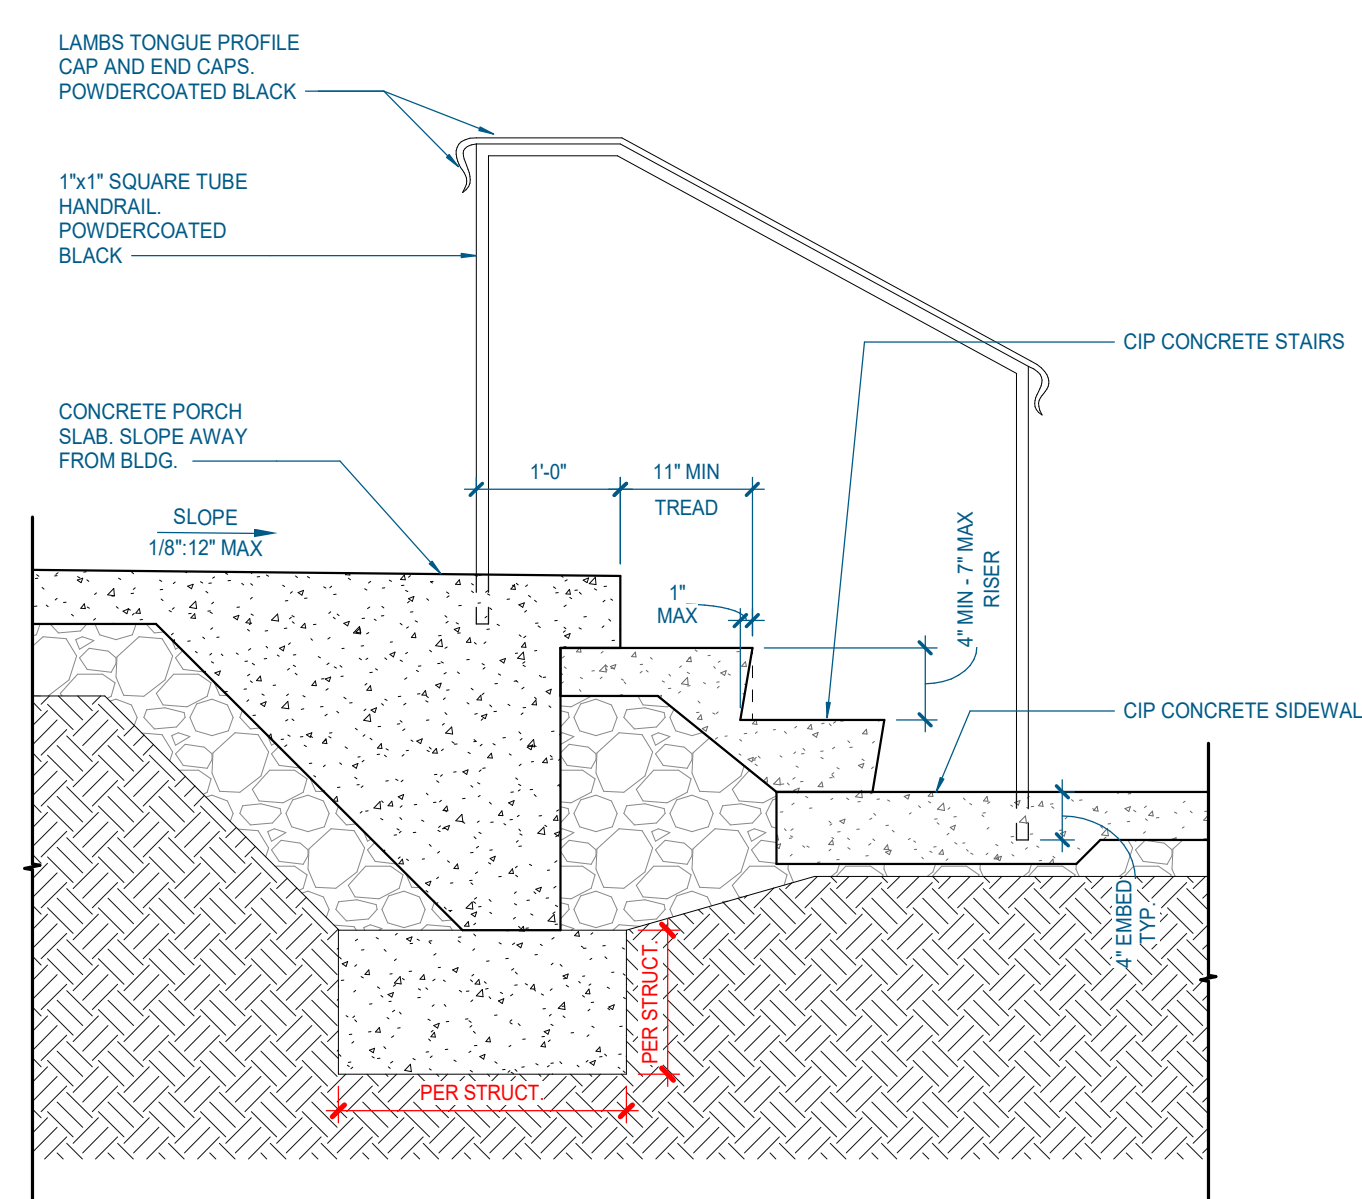 LAMBS TONGUE PROFILE
CAP AND END CAPS.
POWDERCOATED BLACK
1"x1" SQUARE TUBE
HANDRAIL.
POWDERCOATED
BLACK
CIP CONCRETE STAIRS
CONCRETE PORCH
SLAB. SLOPE AWAY
FROM BLDG.
1'-0"
11" MIN
TREAD
SLOPE
1/8":12" MAX
1"
MAX
4" MIN - 7" MAX
RISER
CIP CONCRETE SIDEWAL
4" EMBED
TYP.
PER STRUCT.
PER STRUCT.